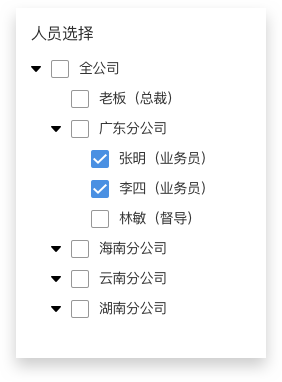 人员选择
全公司
老板（总裁）
广东分公司
张明（业务员）
李四（业务员）
林敏（督导）
海南分公司
云南分公司
湖南分公司